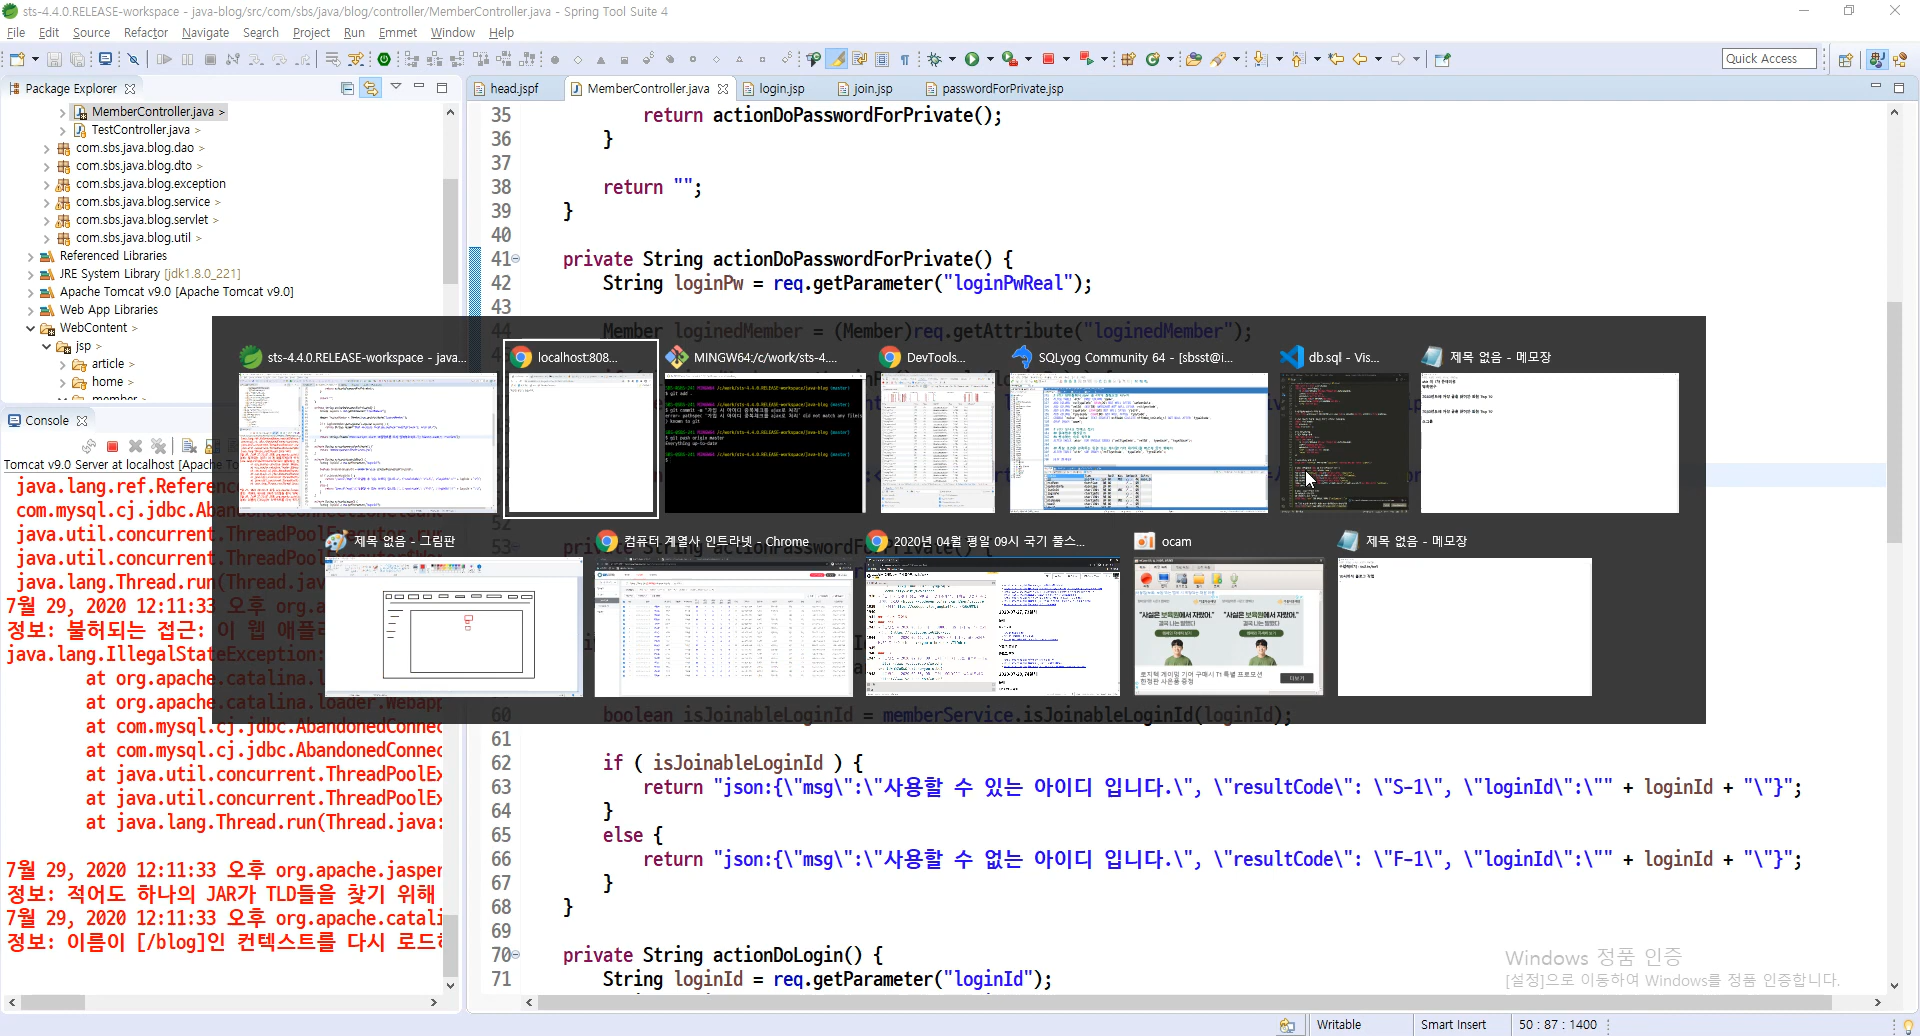 sts-4.4.0.RELEASE-workspace - java-blog/src/com/sbs/java/blog/controller/MemberController.java - Spring Tool Suite 4
File Edit Source Refactor Navigate Search Project Run Emmet Window Help
Quick Access
Package Explorer
head.jspf
MemberController.java
login.jsp
join.jsp
passwordForPrivate.jsp
MemberController.java >
TestController.java >
com.sbs.java.blog.dao >
com.sbs.java.blog.dto >
com.sbs.java.blog.exception
com.sbs.java.blog.service >
com.sbs.java.blog.servlet >
com.sbs.java.blog.util >
Referenced Libraries
JRE System Library [jdk1.8.0_221]
Apache Tomcat v9.0 [Apache Tomcat v9.0]
Web App Libraries
WebContent >
jsp >
article >
home >
Console
Tomcat v9.0 Server at localhost [Apache To
java.lang.ref.Referenc
com.mysql.cj.jdbc.Aban
java.util.concurrent.ThreadPoolExecutor.run
java.util.concurrent.T
java.lang.Thread.run(Thread.java
7월 29, 2020 12:11:33 오후 org.a
정보: 불허되는 접근: 이 웹 애플리
java.lang.IllegalStateException:
at org.apache.catalina.l
at org.apache.catalina.loader.Webapp
at com.mysql.cj.jdbc.AbandonedConnec
at com.mysql.cj.jdbc.AbandonedConnec
at java.util.concurrent.ThreadPoolEx
at java.util.concurrent.ThreadPoolEx
at java.lang.Thread.run(Thread.java:
7월 29, 2020 12:11:33 오후 org.apache.jasper
정보: 적어도 하나의 JAR가 TLD들을 찾기 위해
7월 29, 2020 12:11:33 오후 org.apache.catali
정보: 이름이 [/blog]인 컨텍스트를 다시 로드하
35 return actionDoPasswordForPrivate();
36 }
37
38 return "";
39 }
40
41 private String actionDoPasswordForPrivate() {
42 String loginPw = req.getParameter("loginPwReal");
43
44 Member loginedMember = (Member)req.getAttribute("loginedMember");
sts-4.4.0.RELEASE-workspace - java...
localhost:808...
MINGW64:/c/work/sts-4....
DevTools...
SQLyog Community 64 - [sbsst@i...
db.sql - Vis...
제목 없음 - 메모장
제목 없음 - 그림판
컴퓨터 계열사 인트라넷 - Chrome
2020년 04월 평일 09시 국기 풀스...
ocam
제목 없음 - 메모장
60 boolean isJoinableLoginId = memberService.isJoinableLoginId(loginId);
61
62 if ( isJoinableLoginId ) {
63 return "json:{\"msg\":\"사용할 수 있는 아이디 입니다.\", \"resultCode\": \"S-1\", \"loginId\":\"" + loginId + "\"}";
64 }
65 else {
66 return "json:{\"msg\":\"사용할 수 없는 아이디 입니다.\", \"resultCode\": \"F-1\", \"loginId\":\"" + loginId + "\"}";
67 }
68 }
69
70 private String actionDoLogin() {
71 String loginId = req.getParameter("loginId");
Windows 정품 인증
[설정]으로 이동하여 Windows를 정품 인증합니다.
Writable
Smart Insert
50 : 87 : 1400